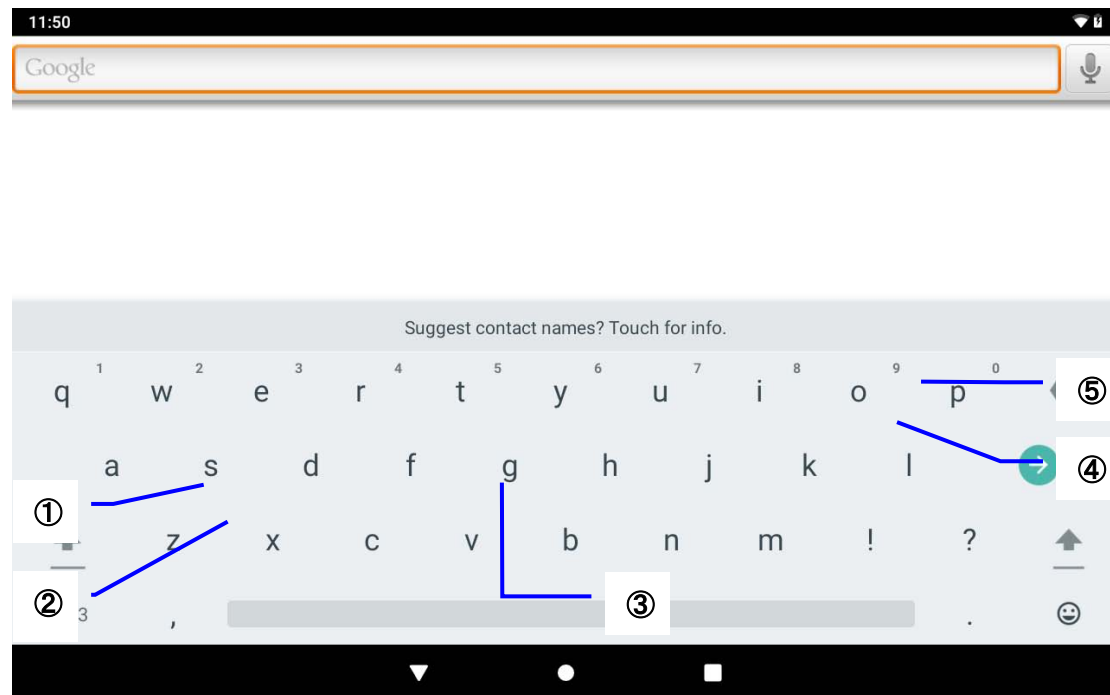 11:50
Google
Suggest contact names? Touch for info.
1 2 3 4 5 6 7 8 9 0
q w e r t y u i o p ⑤
a s d f g h j k l ④
①
z x c v b n m ! ?
② 3 , ③ .